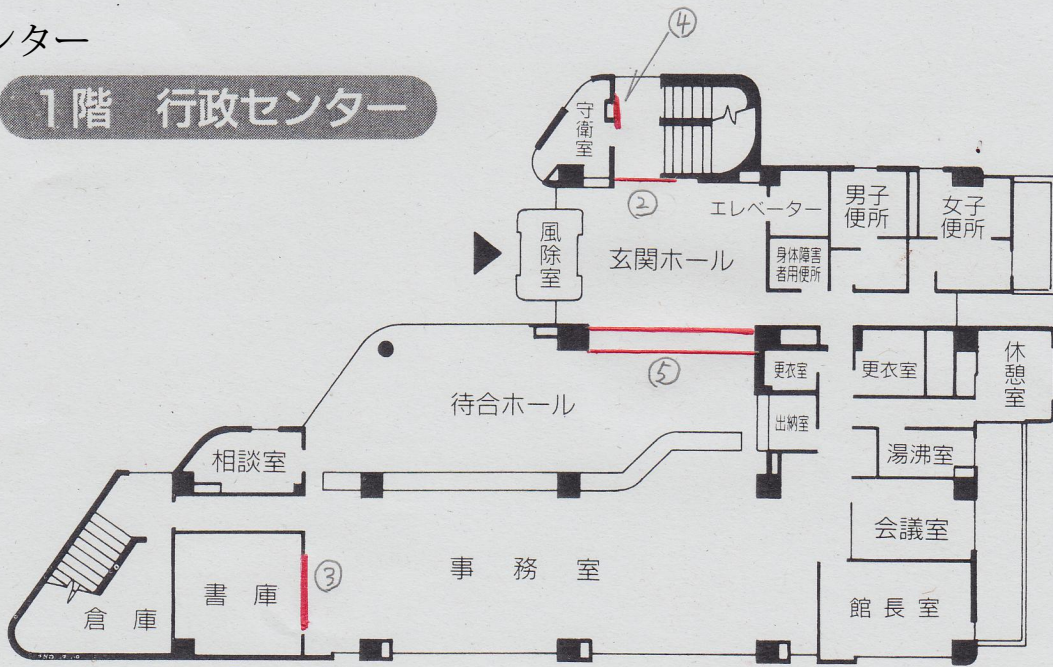 ンター
1階 行政センター
④
守衛室
②
エレベーター
男子便所
女子便所
風除室
玄関ホール
身体障害
者用便所
⑤
更衣室
更衣室
休憩室
待合ホール
出納室
相談室
湯沸室
会議室
事務室
③
書庫
倉庫
館長室